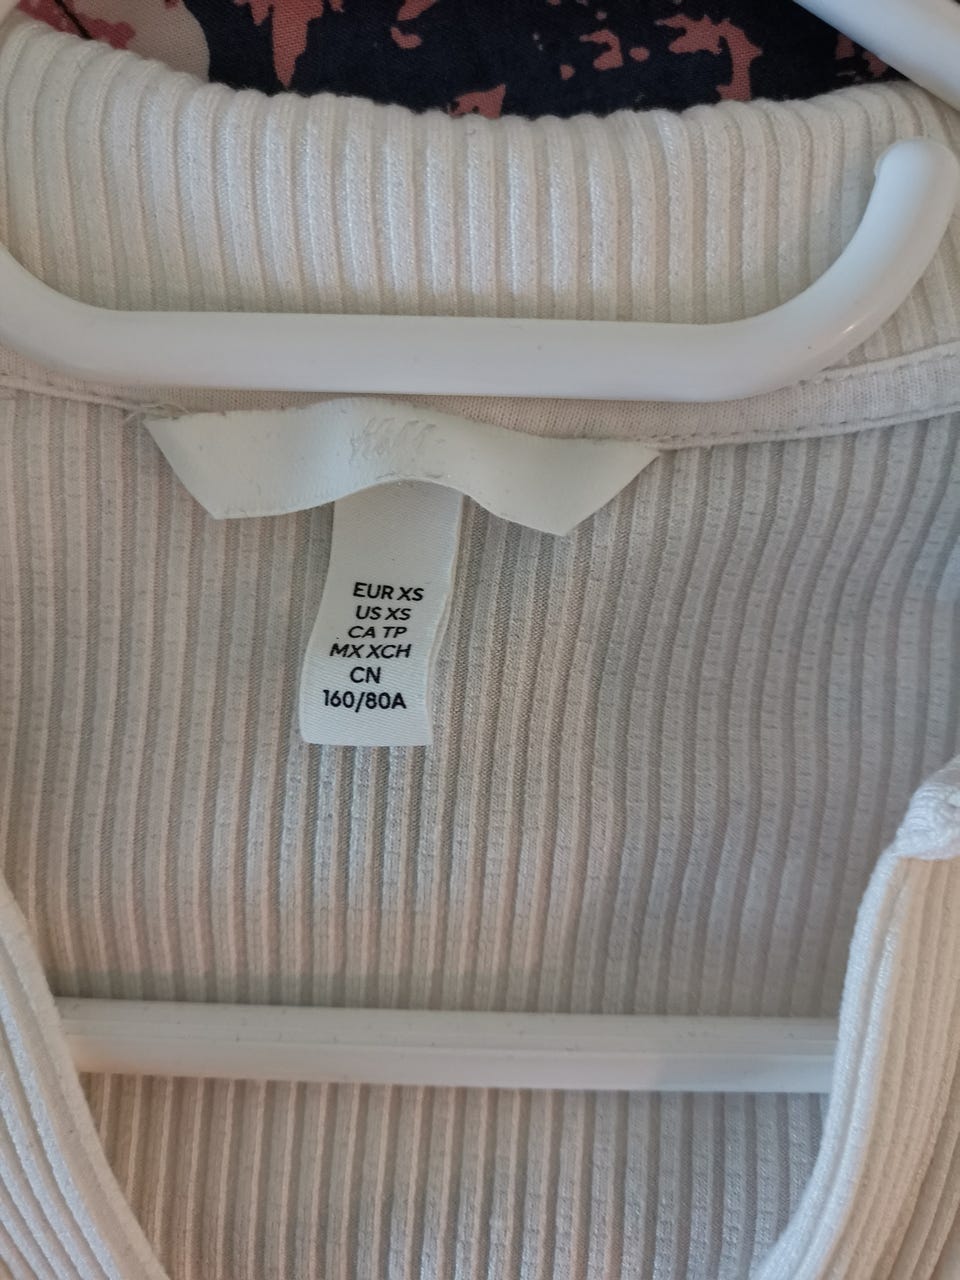 EUR XS
US XS
CA TP
MX XCH
CN
160/80A